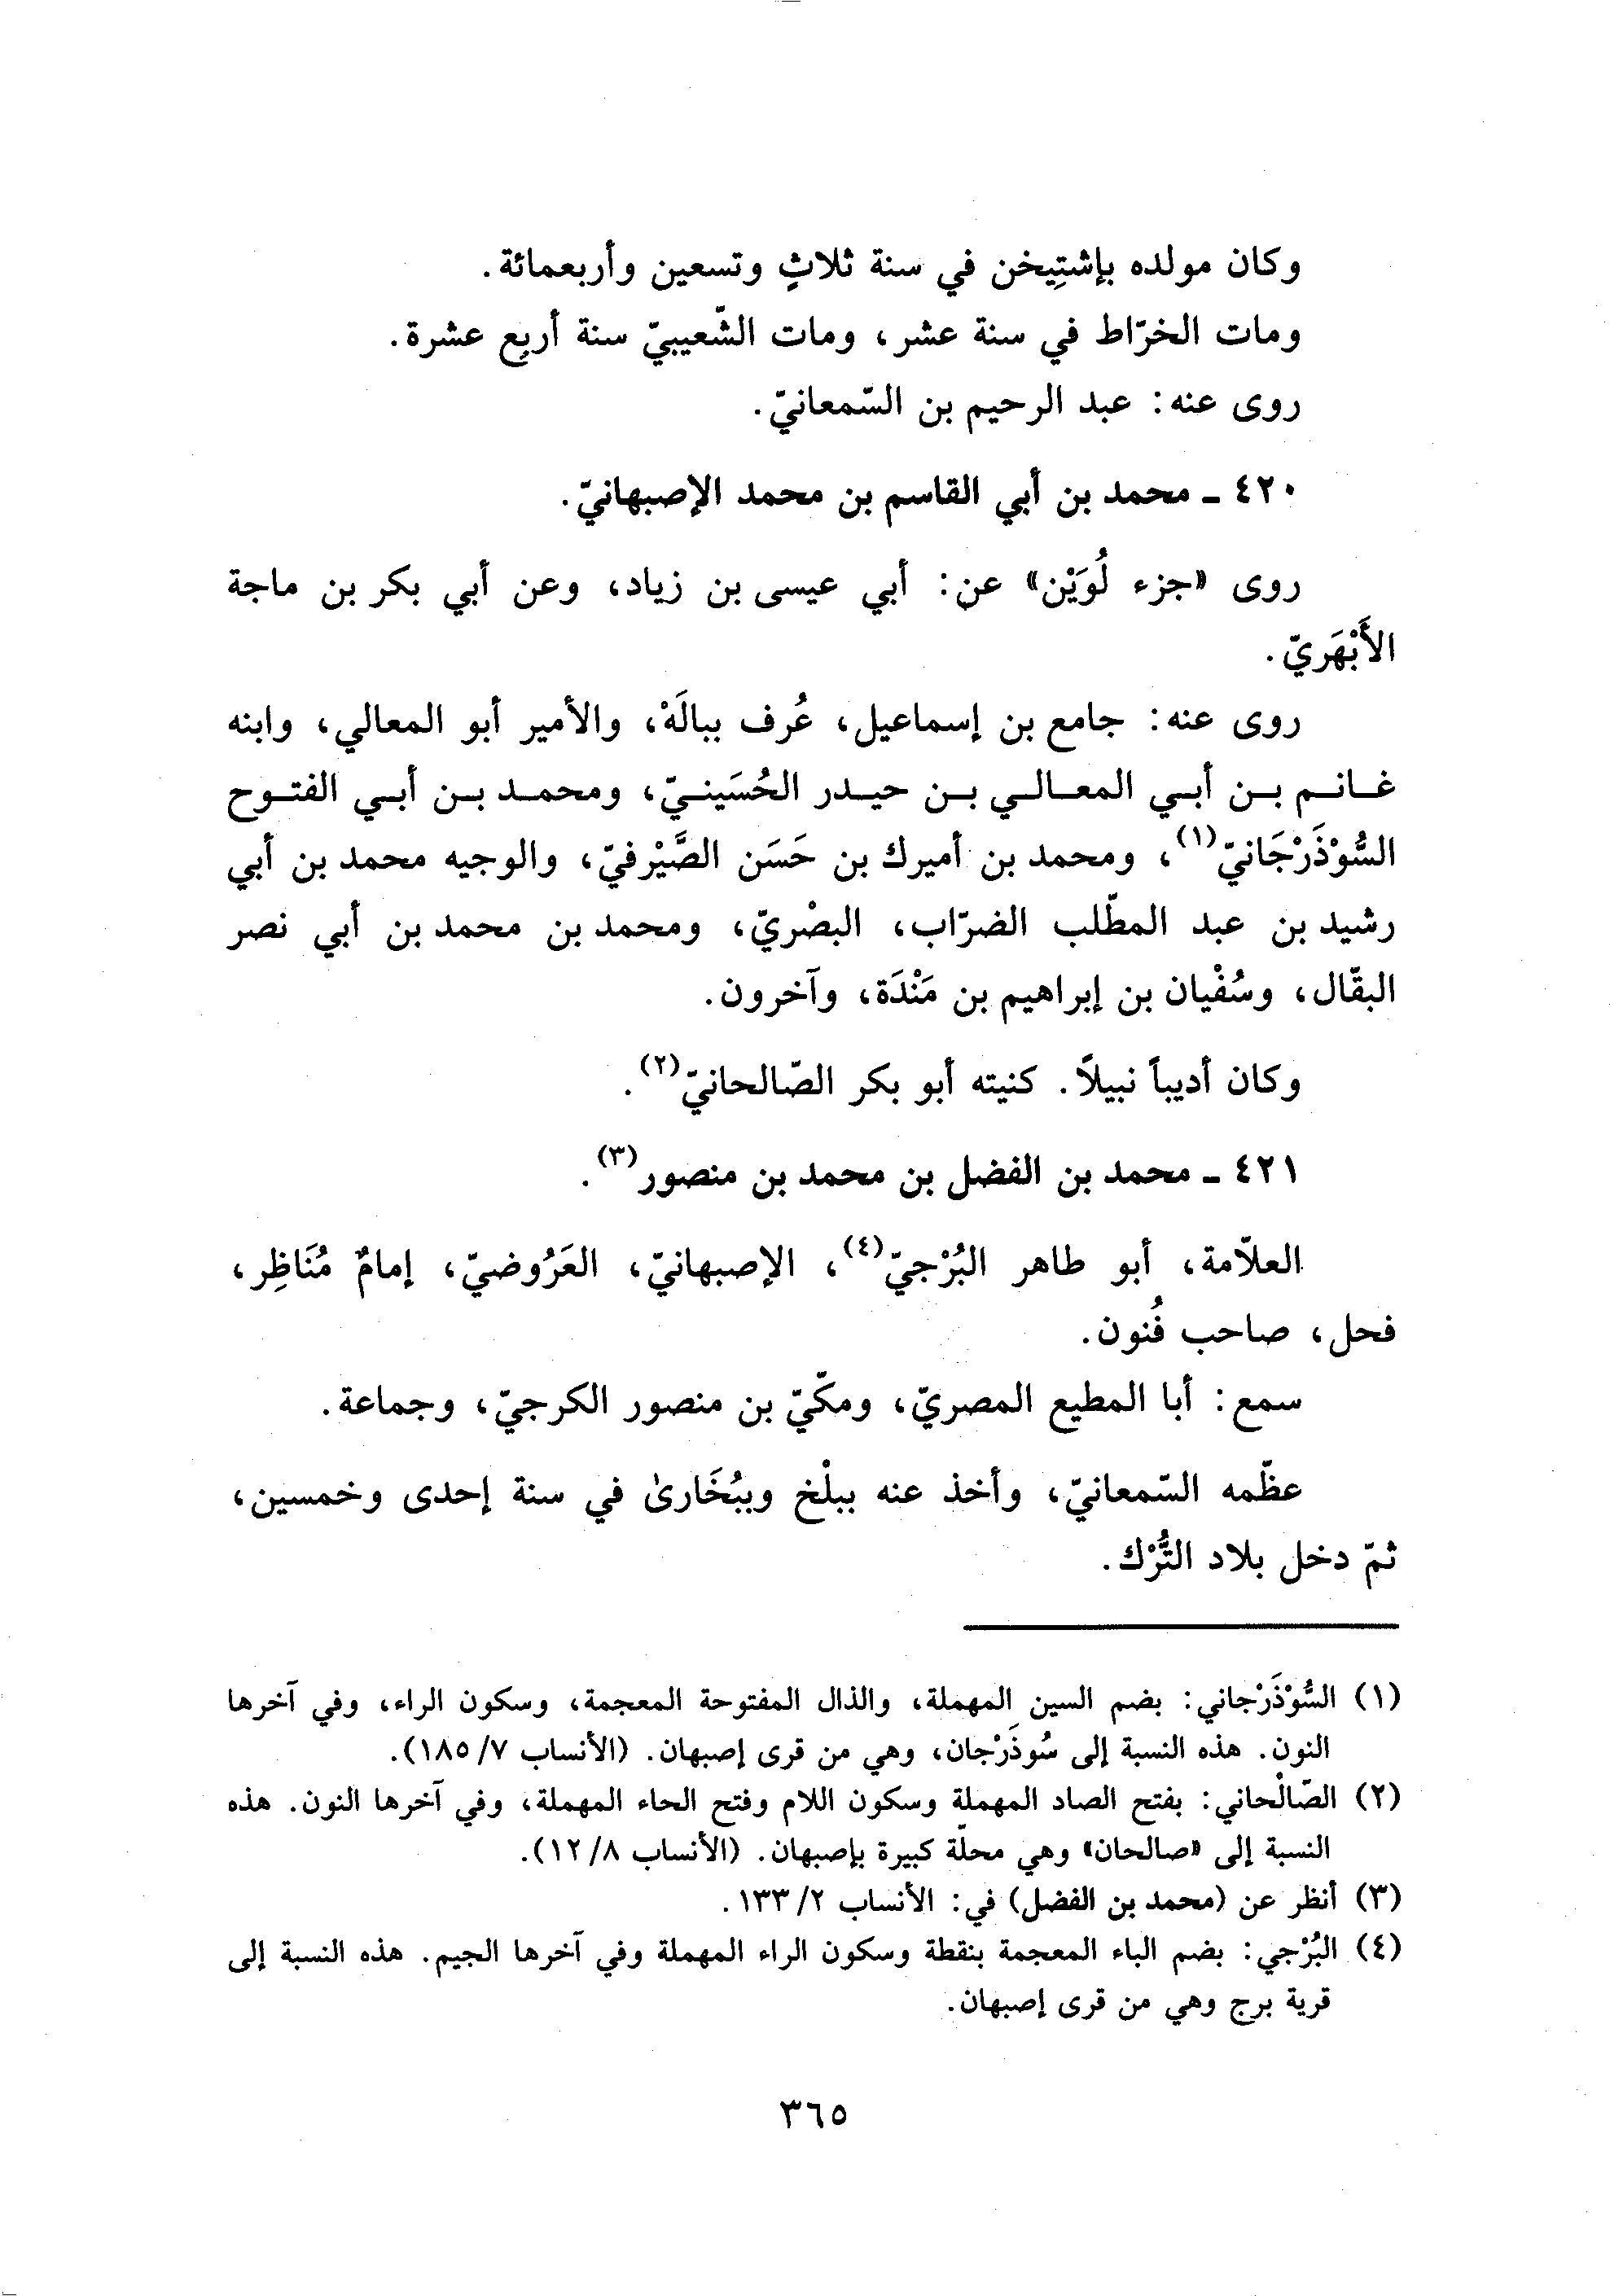 وكان مولده بإشتِيخن في سنة ثلاثٍ وتسعين وأربعمائة.
ومات الخرّاط في سنة عشر، ومات الشّعيبيّ سنة أربع عشرة.
روى عنه: عبد الرحيم بن السّمعانيّ.
٤٢٠ ـ محمد بن أبي القاسم بن محمد الإصبهانيّ.
روى «جزء لُوَيْن» عن: أبي عيسى بن زياد، وعن أبي بكر بن ماجة
الأَبْهَريّ.
روى عنه: جامع بن إسماعيل، عُرف ببالَهْ، والأمير أبو المعالي، وابنه
غانم بن أبي المعالي بن حيدر الحُسَينيّ، ومحمد بن أبي الفتوح
السُّوْذَرْجَانيّ(١)، ومحمد بن أميرك بن حَسَن الصَّيْرفيّ، والوجيه محمد بن أبي
رشيد بن عبد المطّلب الضرّاب، البصْريّ، ومحمد بن محمد بن أبي نصر
البقّال، وسُفْيان بن إبراهيم بن مَنْدَة، وآخرون.
وكان أديباً نبيلاً. كنيته أبو بكر الصّالحانيّ(٢).
٤٢١ ـ محمد بن الفضل بن محمد بن منصور(٣).
العلاّمة، أبو طاهر البُرْجيّ(٤)، الإصبهانيّ، العَرُوضيّ، إمامٌ مُنَاظِر،
فحل، صاحب فُنون.
سمع: أبا المطيع المصريّ، ومكّيّ بن منصور الكرجيّ، وجماعة.
عظّمه السّمعانيّ، وأخذ عنه ببلْخ وببُخَارىٰ في سنة إحدى وخمسين،
ثمّ دخل بلاد التُّرْك.
(١) السُّوْذَرْجاني: بضم السين المهملة، والذال المفتوحة المعجمة، وسكون الراء، وفي آخرها
النون. هذه النسبة إلى سُوذَرْجان، وهي من قرى إصبهان. (الأنساب ٧/ ١٨٥).
(٢) الصّالْحاني: بفتح الصاد المهملة وسكون اللام وفتح الحاء المهملة، وفي آخرها النون. هذه
النسبة إلى «صالحان» وهي محلّة كبيرة بإصبهان. (الأنساب ٨/ ١٢).
(٣) أنظر عن (محمد بن الفضل) في: الأنساب ٢/ ١٣٣.
(٤) البُرْجي: بضم الباء المعجمة بنقطة وسكون الراء المهملة وفي آخرها الجيم. هذه النسبة إلى
قرية برج وهي من قرى إصبهان.
٣٦٥